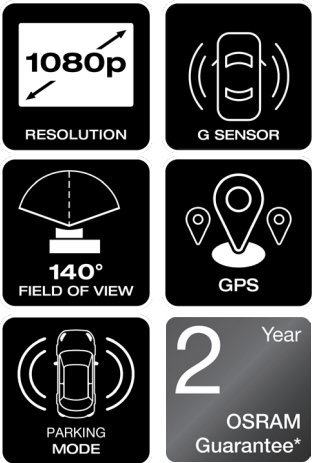 1080p
RESOLUTION
G SENSOR
140°
FIELD OF VIEW
GPS
PARKING
MODE
2 Year
OSRAM
Guarantee*